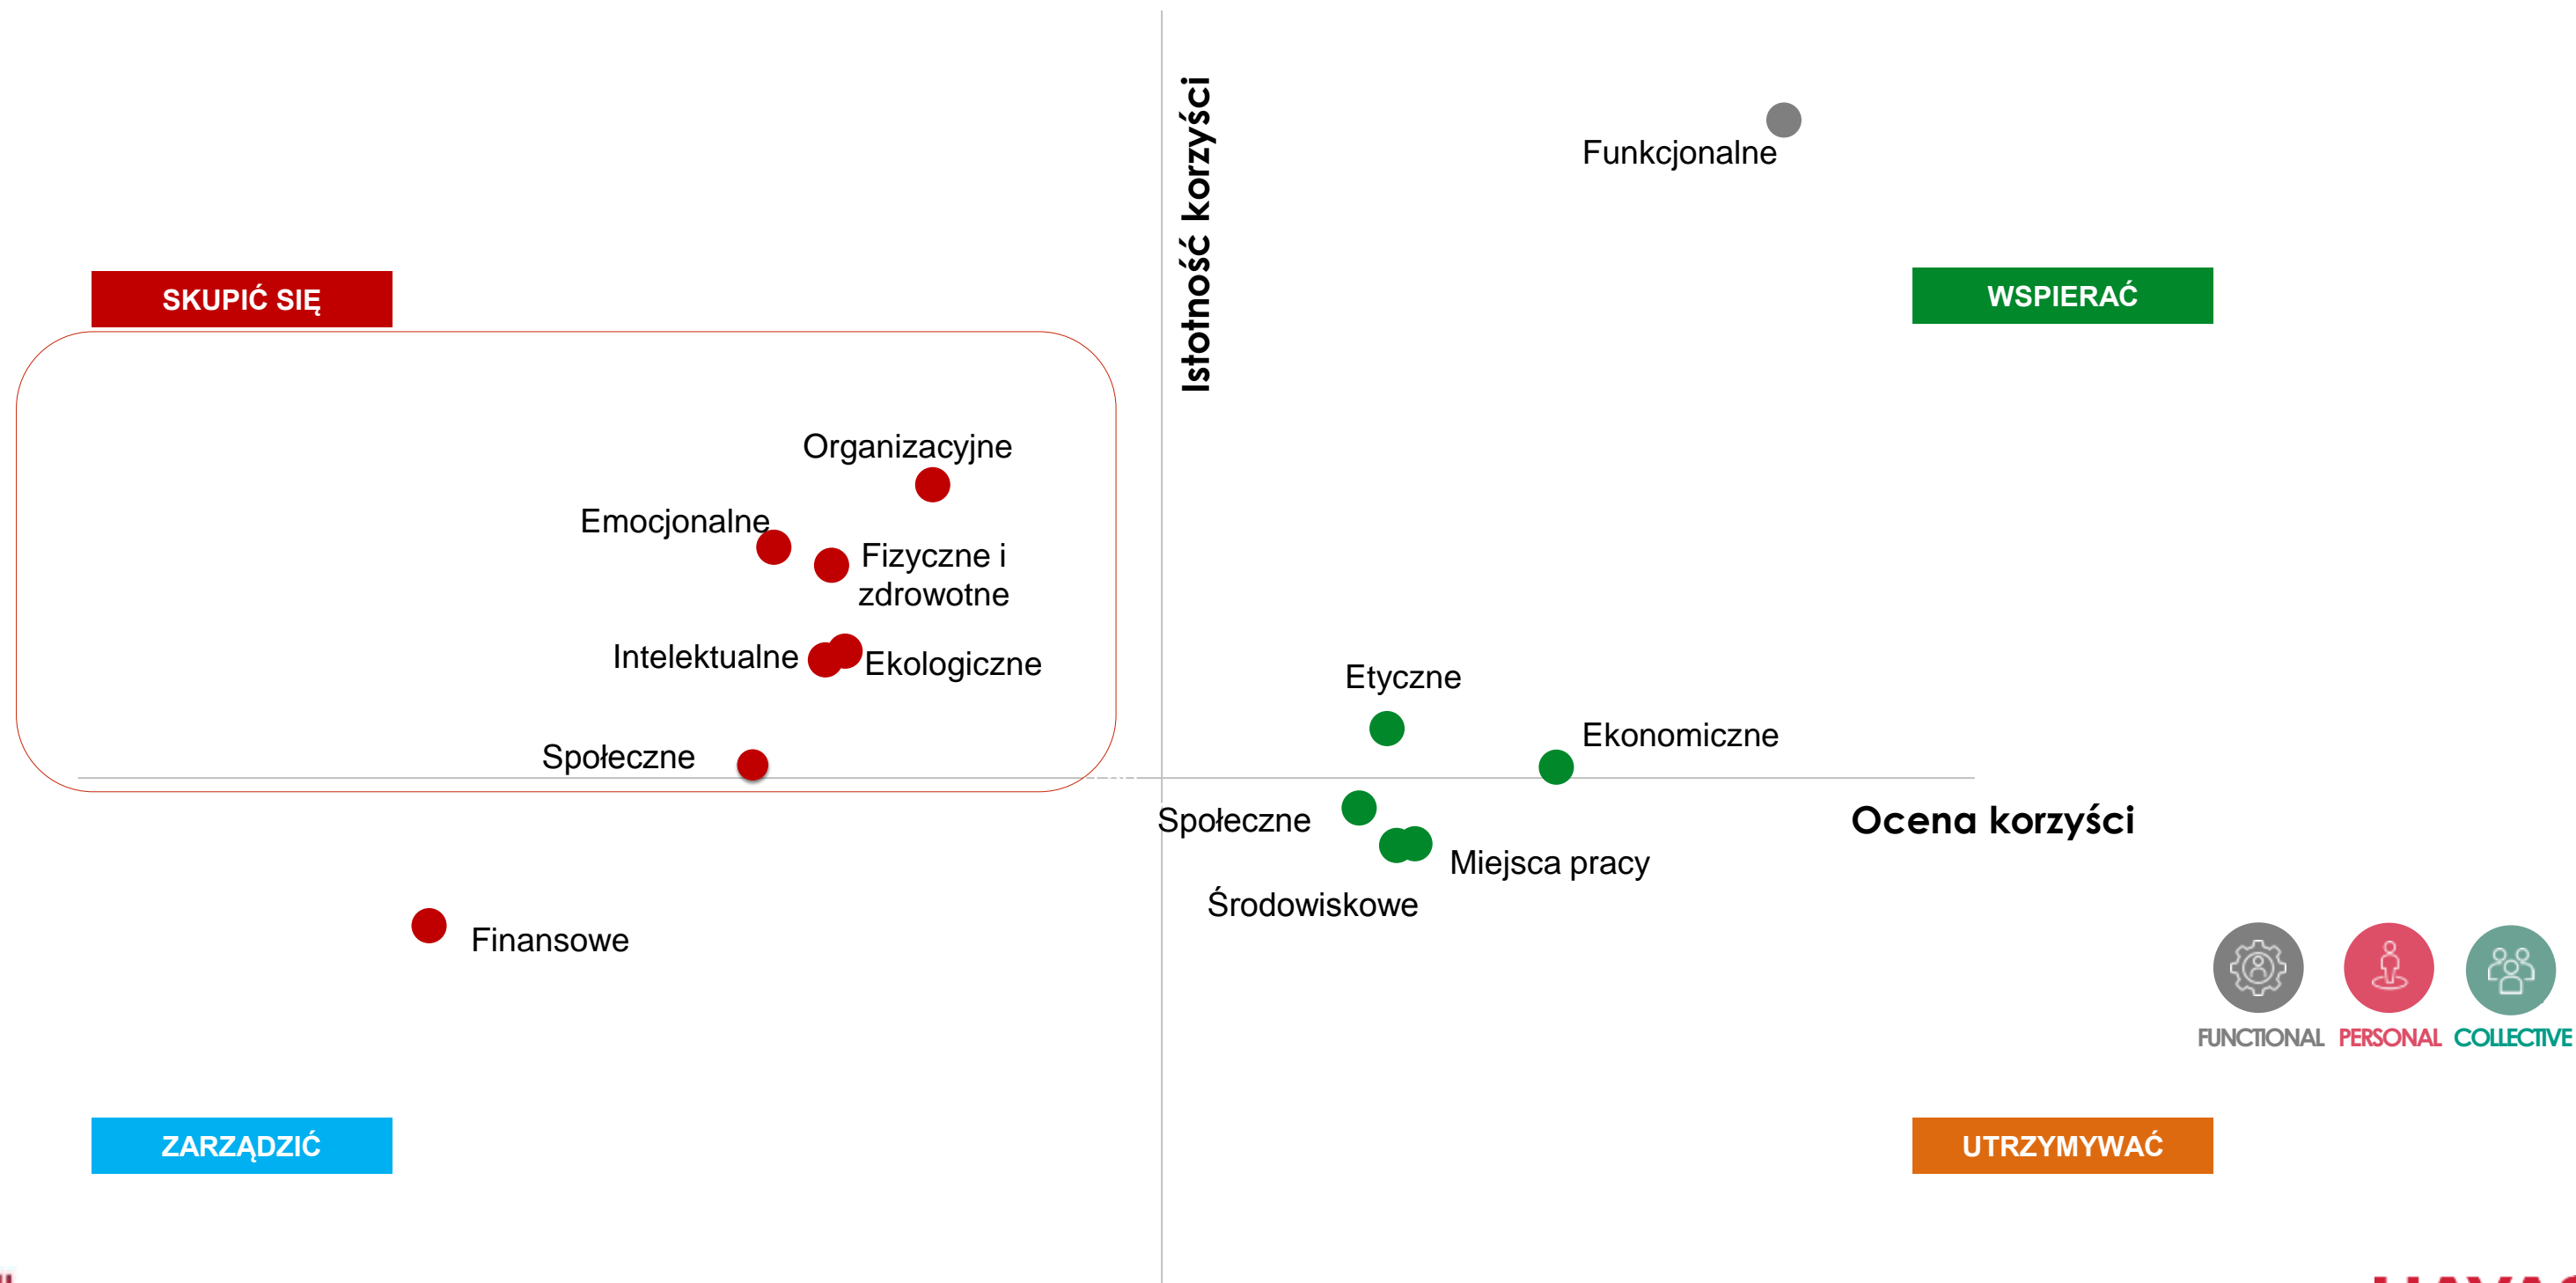 Istotność korzyści
Funkcjonalne
SKUPIĆ SIĘ
WSPIERAĆ
Organizacyjne
Emocjonalne
Fizyczne i
zdrowotne
Intelektualne
Ekologiczne
Etyczne
Ekonomiczne
Społeczne
Społeczne
Ocena korzyści
Miejsca pracy
Środowiskowe
Finansowe
FUNCTIONAL
PERSONAL
COLLECTIVE
ZARZĄDZIĆ
UTRZYMYWAĆ